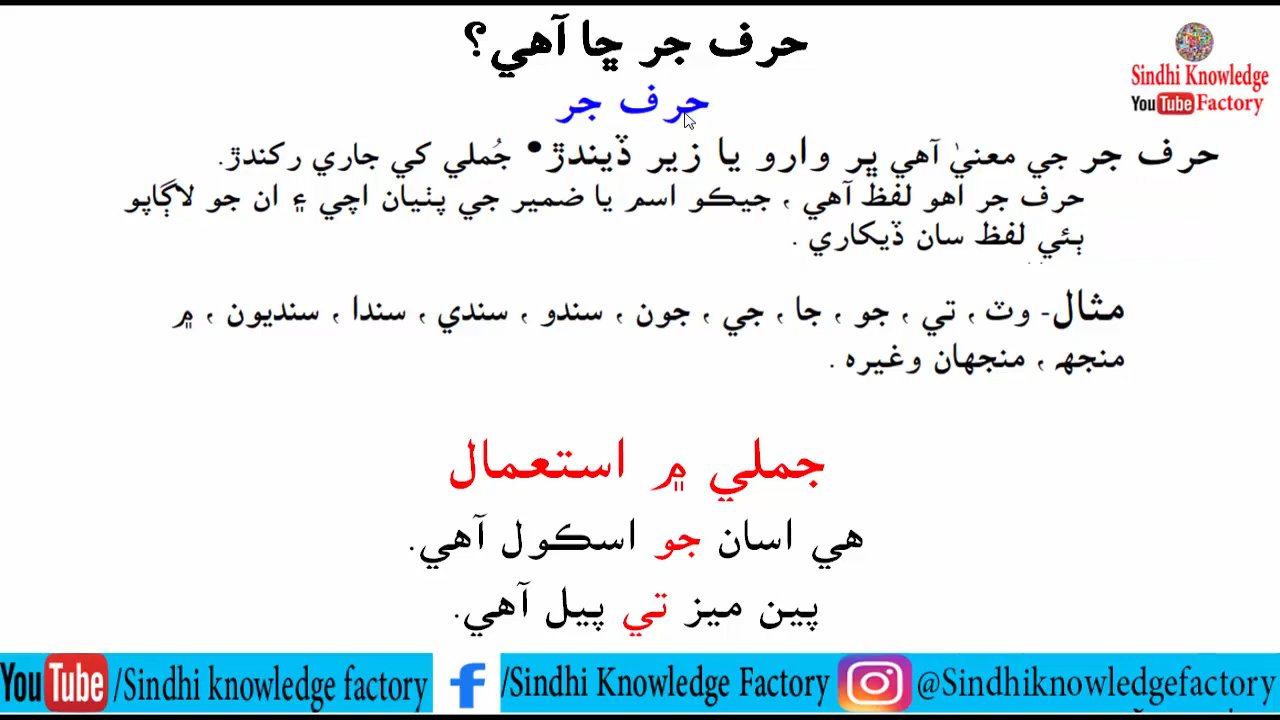 حرف جر ڇا آهي؟
Sindhi Knowledge
YouTube Factory
حرف جر
حرف جر جي معنيٰ آهي ڀر وارو يا زير ڏيندڙ• جُملي کي جاري رکندڙ.
حرف جر اهو لفظ آهي ، جيڪو اسم يا ضمير جي پٺيان اچي ۽ ان جو لاڳاپو
ٻئي لفظ سان ڏيکاري .
مثال- وٽ ، تي ، جو ، جا ، جي ، جون ، سندو ، سندي ، سندا ، سنديون ، ۾
منجهہ ، منجهان وغيره .
جملي ۾ استعمال
هي اسان جو اسڪول آهي.
پين ميز تي پيل آهي.
YouTube /Sindhi knowledge factory f /Sindhi Knowledge Factory @Sindhiknowledgefactory